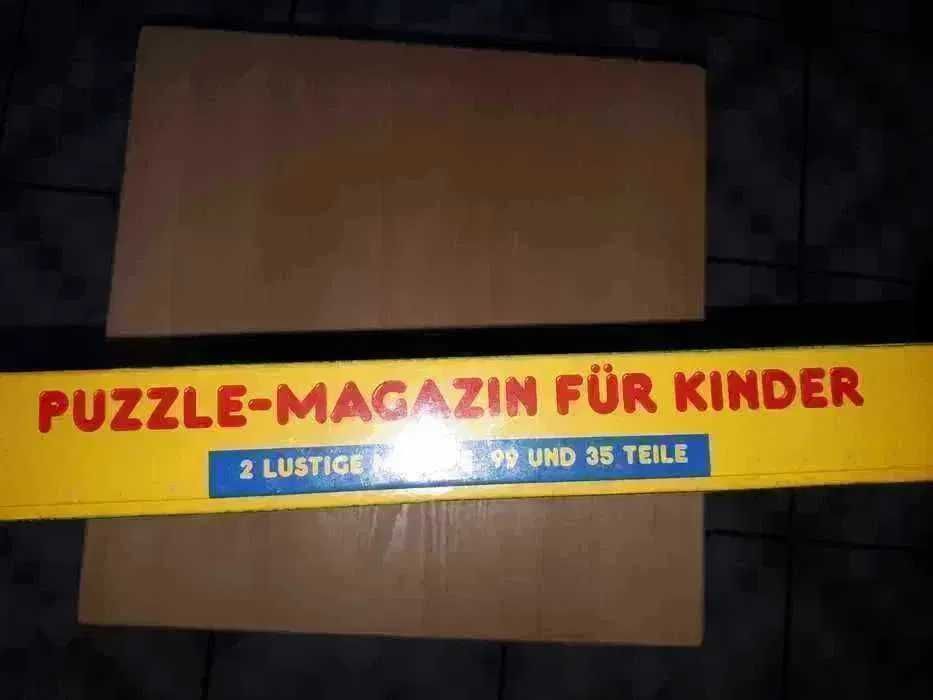 PUZZLE-MAGAZIN FÜR KINDER
2 LUSTIGE 99 UND 35 TEILE